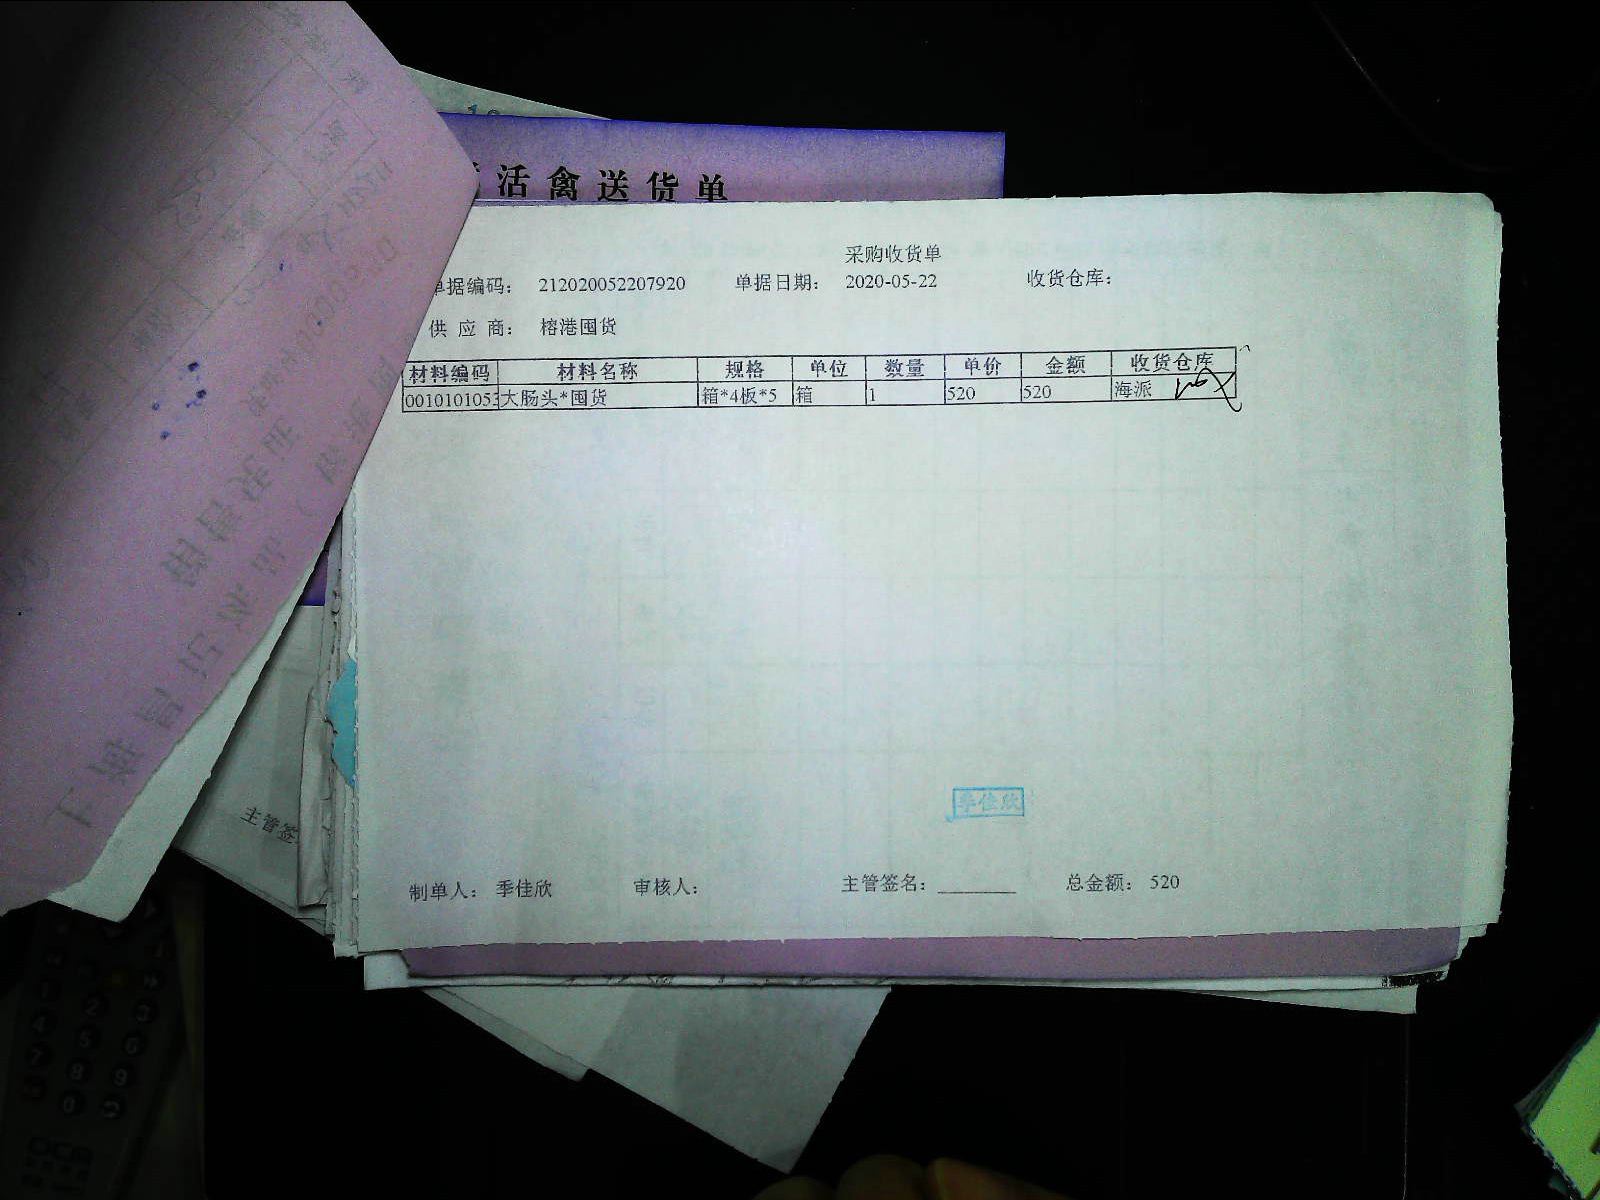 活禽送货单
采购收货单
单据编码： 212020052207920 单据日期： 2020-05-22 收货仓库：
供应商： 榕港囤货
材料编码 材料名称 规格 单位 数量 单价 金额 收货仓库
0010101053 大肠头*囤货 箱*4板*5 箱 1 520 520 海派
季佳欣
制单人： 季佳欣 审核人： 主管签名： 总金额： 520
主管签